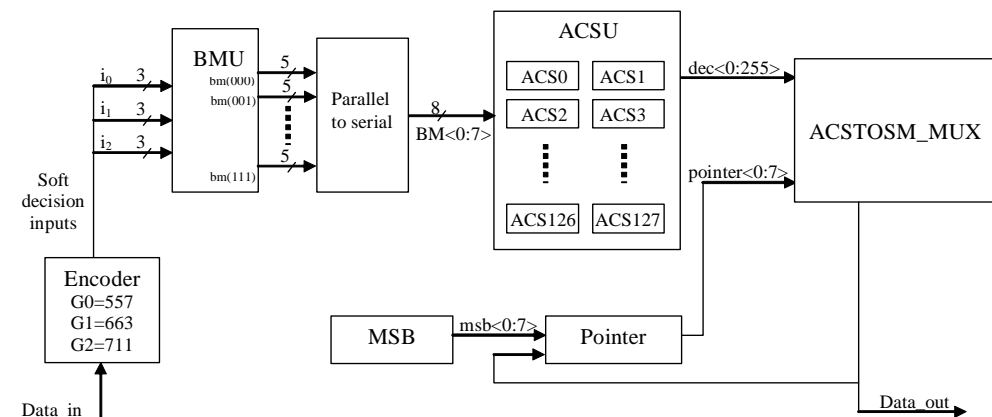 ACSU
BMU
i0
3
i1
3
i2
3
bm(000)
bm(001)
bm(111)
5
5
5
Parallel
to serial
8
BM<0:7>
ACS0
ACS1
ACS2
ACS3
ACS126
ACS127
dec<0:255>
pointer<0:7>
ACSTOSM_MUX
Soft
decision
inputs
Encoder
G0=557
G1=663
G2=711
Data_in
MSB
msb<0:7>
Pointer
Data_out